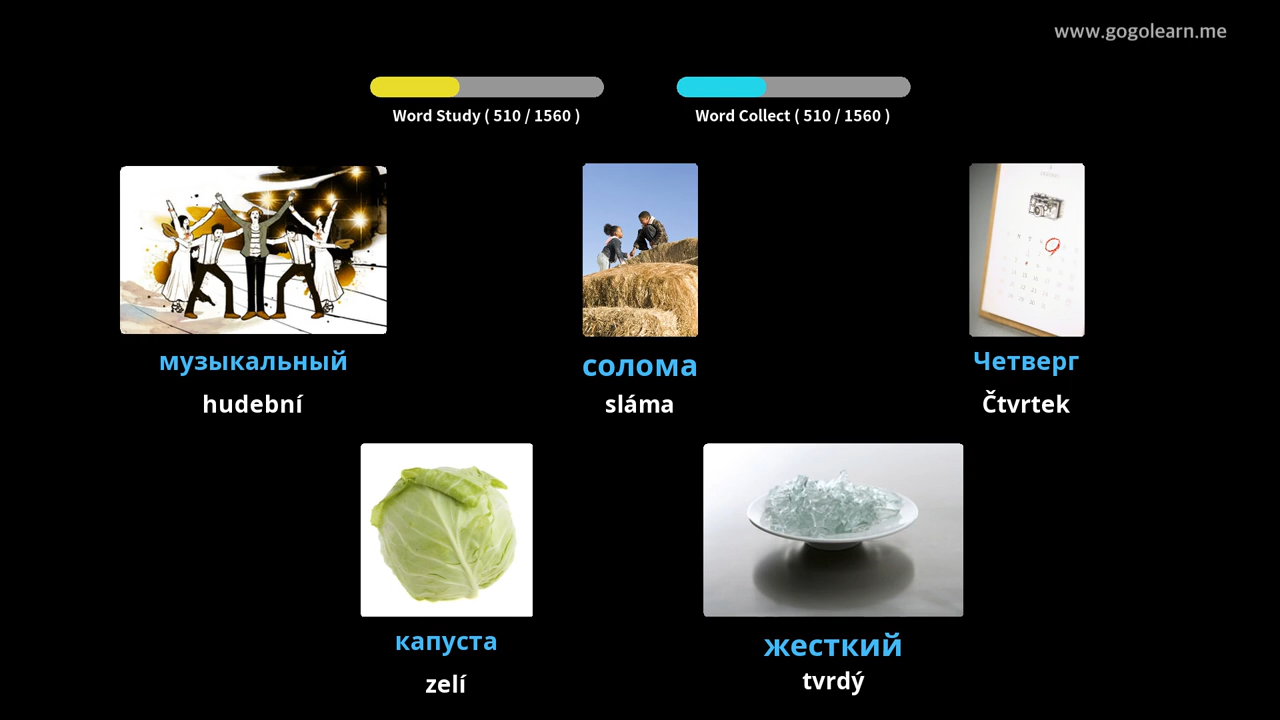 www.gogolearn.me
Word Study ( 510 / 1560 )
Word Collect ( 510 / 1560 )
музыкальный
hudební
солома
sláma
Четверг
Čtvrtek
капуста
zelí
жесткий
tvrdý